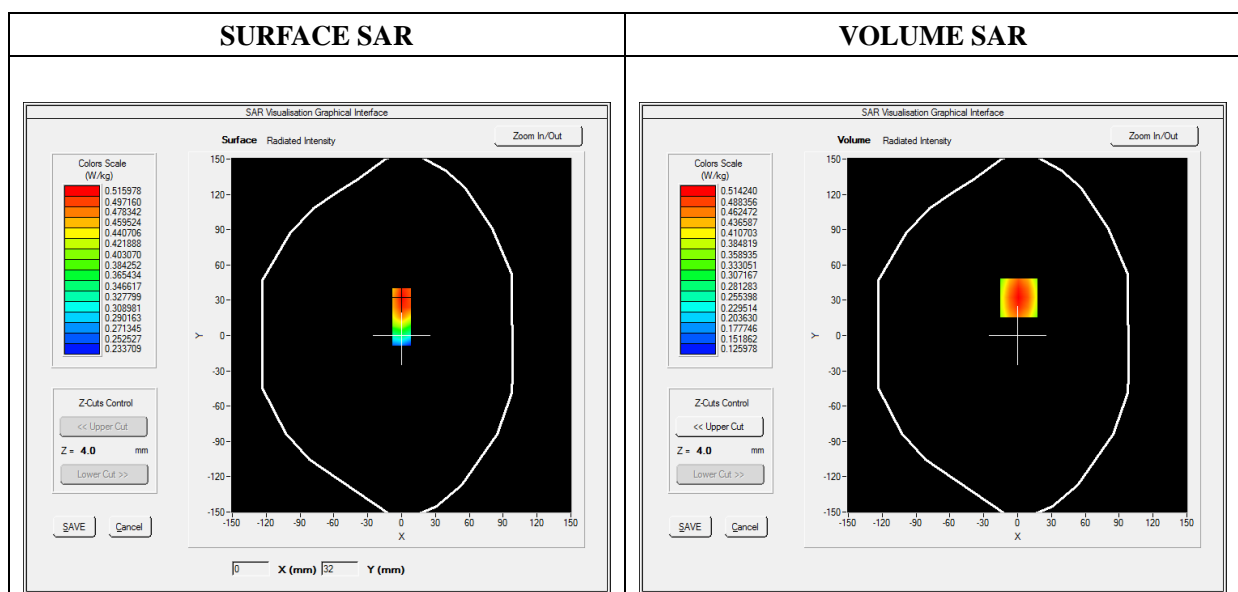 SURFACE SAR
VOLUME SAR
SAR Visualisation Graphical Interface
Surface Radiated Intensity
Zoom In/Out
Colors Scale
(W/kg)
0.515978
0.497160
0.478342
0.459524
0.440706
0.421888
0.403070
0.384252
0.365434
0.346617
0.327799
0.308981
0.290163
0.271345
0.252527
0.233709
Z-Cuts Control
<< Upper Cut
Z = 4.0 mm
Lower Cut >>
SAVE Cancel
150
120
90
60
30
0
-30
-60
-90
-120
-150
Y
-150 -120 -90 -60 -30 0 30 60 90 120 150
X
0 X (mm) 32 Y (mm)
SAR Visualisation Graphical Interface
Volume Radiated Intensity
Zoom In/Out
Colors Scale
(W/kg)
0.514240
0.488356
0.462472
0.436587
0.410703
0.384819
0.358935
0.333051
0.307167
0.281283
0.255398
0.229514
0.203630
0.177746
0.151862
0.125978
Z-Cuts Control
<< Upper Cut
Z = 4.0 mm
Lower Cut >>
SAVE Cancel
150
120
90
60
30
0
-30
-60
-90
-120
-150
Y
-150 -120 -90 -60 -30 0 30 60 90 120 150
X